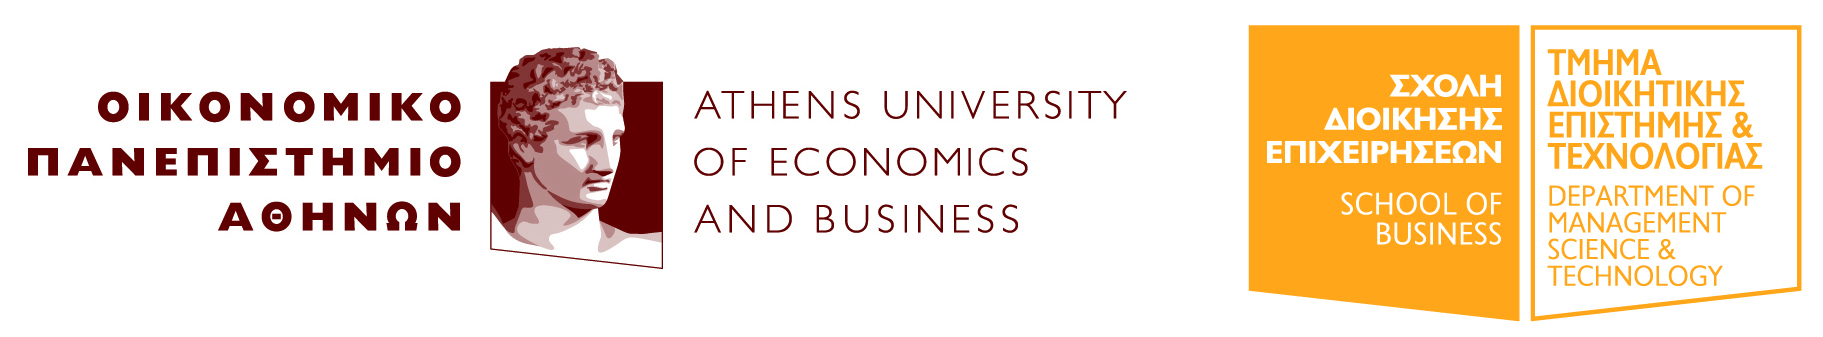 ΟΙΚΟΝΟΜΙΚΟ
ΠΑΝΕΠΙΣΤΗΜΙΟ
ΑΘΗΝΩΝ
ATHENS UNIVERSITY
OF ECONOMICS
AND BUSINESS
ΣΧΟΛΗ
ΔΙΟΙΚΗΣΗΣ
ΕΠΙΧΕΙΡΗΣΕΩΝ
SCHOOL OF
BUSINESS
ΤΜΗΜΑ
ΔΙΟΙΚΗΤΙΚΗΣ
ΕΠΙΣΤΗΜΗΣ &
ΤΕΧΝΟΛΟΓΙΑΣ
DEPARTMENT OF
MANAGEMENT
SCIENCE &
TECHNOLOGY